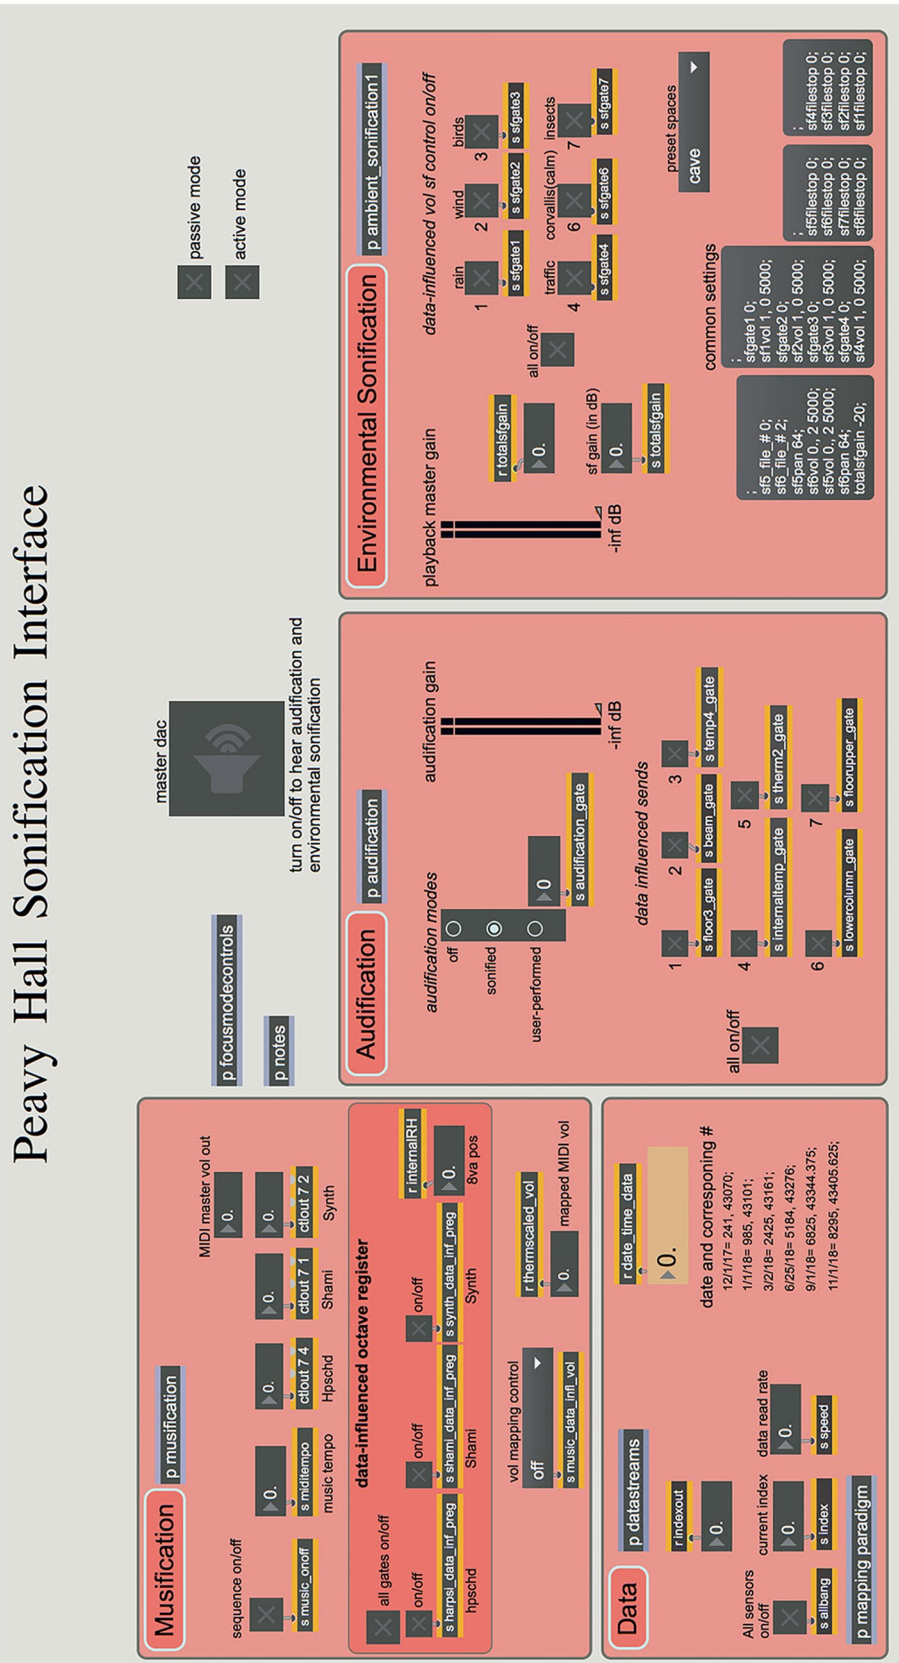 Peavy Hall Sonification Interface
passive mode
active mode
master dac
turn on/off to hear audification and
environmental sonification
p focusmodecontrols
p notes
Musification
p musification
sequence on/off
s music_onoff
0.
s miditempo
music tempo
0.
ctlout 7 4
Hpschd
0.
ctlout 7 1
Shami
MIDI master vol out
0.
0.
ctlout 7 2
Synth
data-influenced octave register
all gates on/off
on/off
s harpsi_data_inf_preg
hpschd
on/off
s shami_data_inf_preg
Shami
on/off
s synth_data_inf_preg
Synth
r internalRH
0.
8va pos
vol mapping control
off
s music_data_infl_vol
r thermscaled_vol
0.
mapped MIDI vol
Data
p datastreams
r indexout
0.
All sensors
on/off
s allbang
current index
0.
s index
data read rate
0.
s speed
p mapping paradigm
r date_time_data
0.
date and corresponing #
12/1/17= 241, 43070;
1/1/18= 985, 43101;
3/2/18= 2425, 43161;
6/25/18= 5184, 43276;
9/1/18= 6825, 43344.375;
11/1/18= 8295, 43405.625;
Audification
p audification
audification modes
off
sonified
user-performed
0
s audification_gate
audification gain
-inf dB
data influenced sends
all on/off
1
s floor3_gate
2
s beam_gate
3
s temp4_gate
4
s internaltemp_gate
5
s therm2_gate
6
s lowercolumn_gate
7
s floorupper_gate
Environmental Sonification
p ambient_sonification1
playback master gain
-inf dB
r totalsfgain
0.
sf gain (in dB)
0.
s totalsfgain
data-influenced vol sf control on/off
all on/off
rain
1
s sfgate1
wind
2
s sfgate2
birds
3
s sfgate3
traffic
4
s sfgate4
corvallis(calm)
6
s sfgate6
insects
7
s sfgate7
preset spaces
cave
common settings
;
sf5_file_# 0;
sf6_file_# 2;
sf5pan 64;
sf6vol 0., 2 5000;
sf5vol 0., 2 5000;
sf6pan 64;
totalsfgain -20;
;
sfgate1 0;
sf1vol 1, 0 5000;
sfgate2 0;
sf2vol 1, 0 5000;
sfgate3 0;
sf3vol 1, 0 5000;
sfgate4 0;
sf4vol 1, 0 5000;
;
sf5filestop 0;
sf6filestop 0;
sf7filestop 0;
sf8filestop 0;
;
sf4filestop 0;
sf3filestop 0;
sf2filestop 0;
sf1filestop 0;